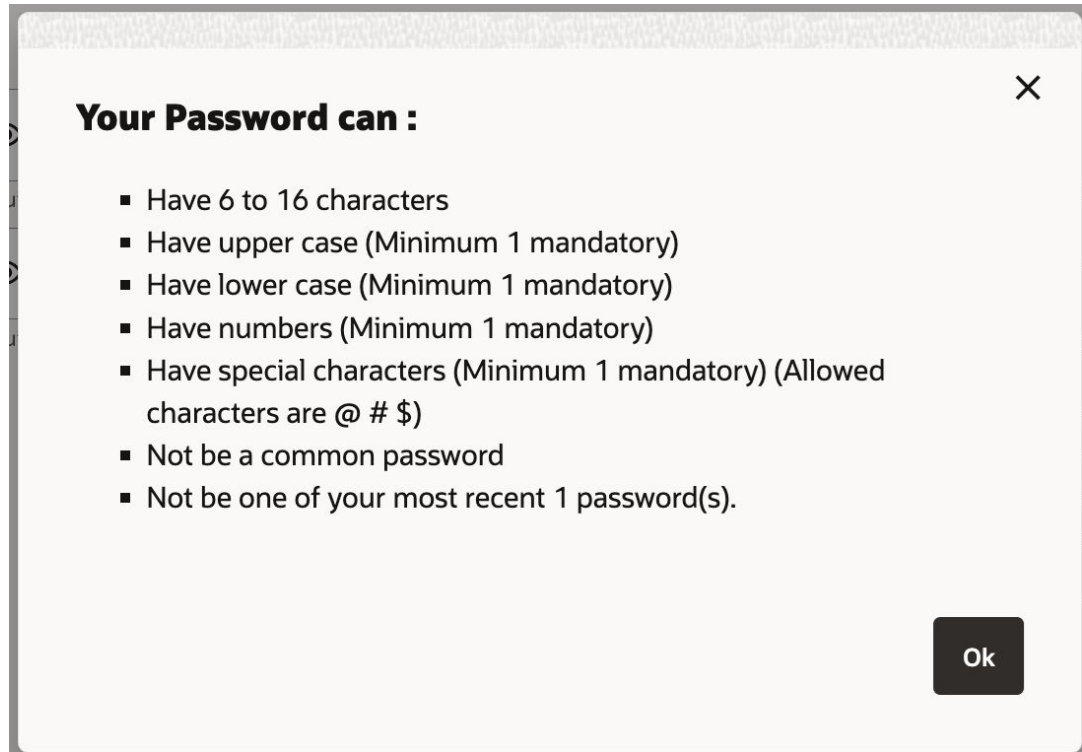 Your Password can :
▪ Have 6 to 16 characters
▪ Have upper case (Minimum 1 mandatory)
▪ Have lower case (Minimum 1 mandatory)
▪ Have numbers (Minimum 1 mandatory)
▪ Have special characters (Minimum 1 mandatory) (Allowed
characters are @ # $)
▪ Not be a common password
▪ Not be one of your most recent 1 password(s).
Ok